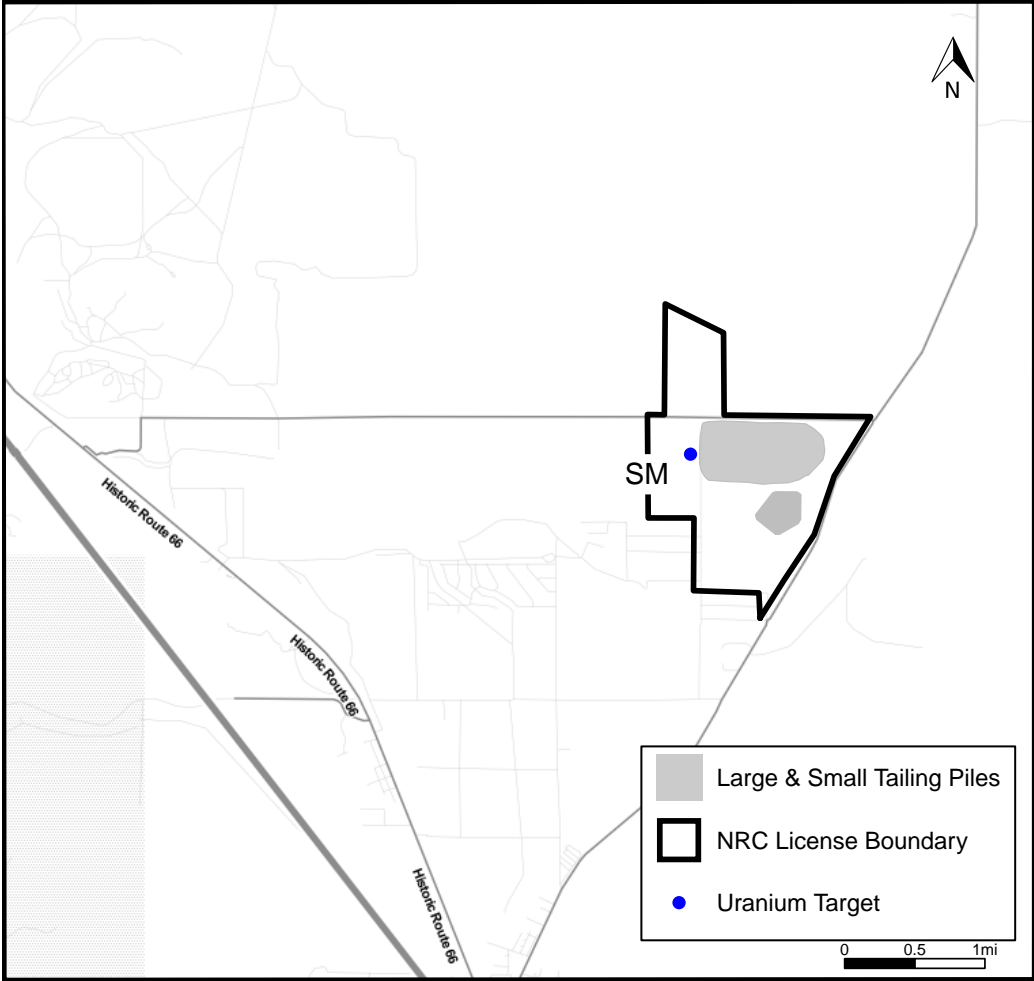 N
SM
Historic Route 66
Historic Route 66
Historic Route 66
Large & Small Tailing Piles
NRC License Boundary
Uranium Target
0 0.5 1mi